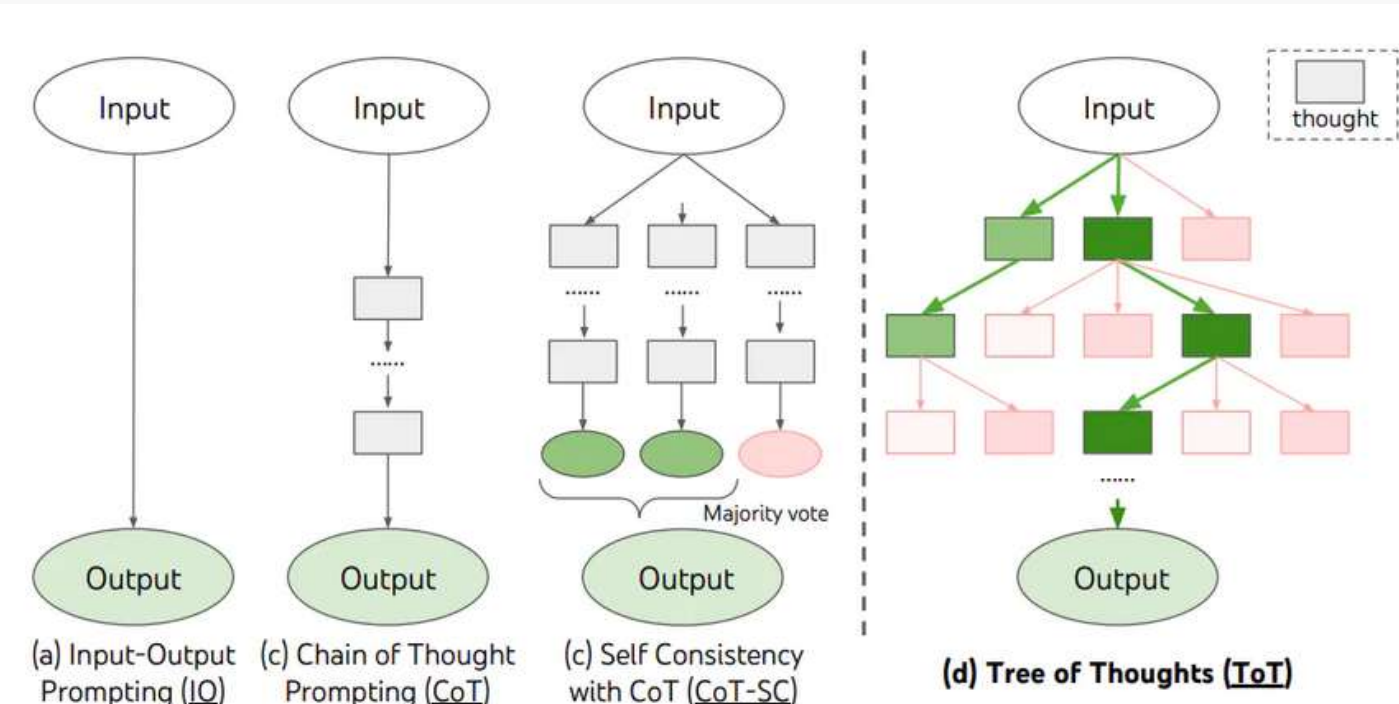 Input
Input
Input
Input
thought
......
......
......
......
......
Majority vote
Output
Output
Output
Output
(a) Input-Output
Prompting (IO)
(c) Chain of Thought
Prompting (CoT)
(c) Self Consistency
with CoT (CoT-SC)
(d) Tree of Thoughts (ToT)